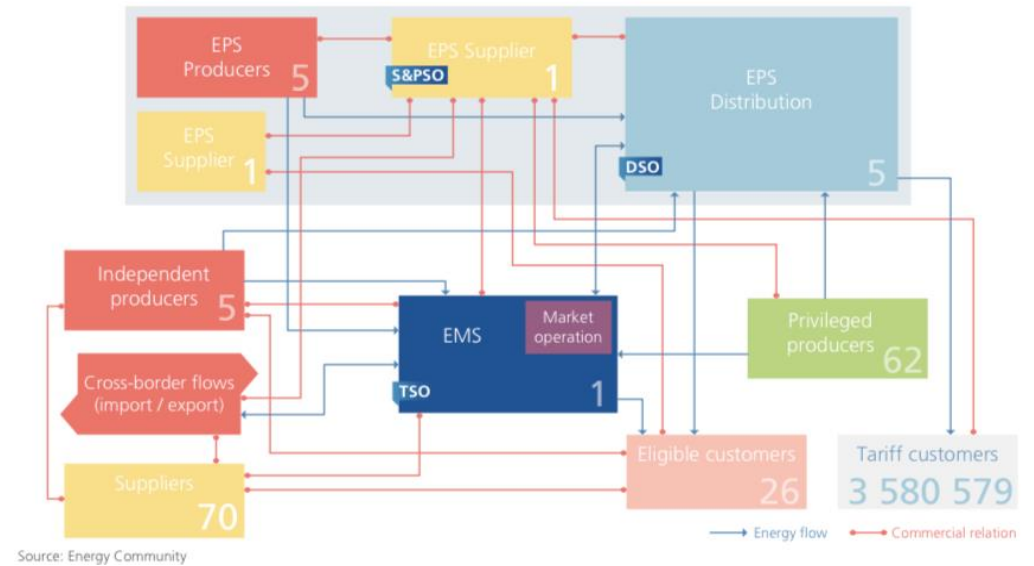 EPS
Producers
5
EPS Supplier
S&PSO
1
EPS
Distribution
DSO
5
EPS
Supplier
1
Independent
producers
5
EMS
Market
operation
TSO
1
Privileged
producers
62
Cross-border flows
(import / export)
Suppliers
70
Eligible customers
26
Tariff customers
3 580 579
Energy flow
Commercial relation
Source: Energy Community